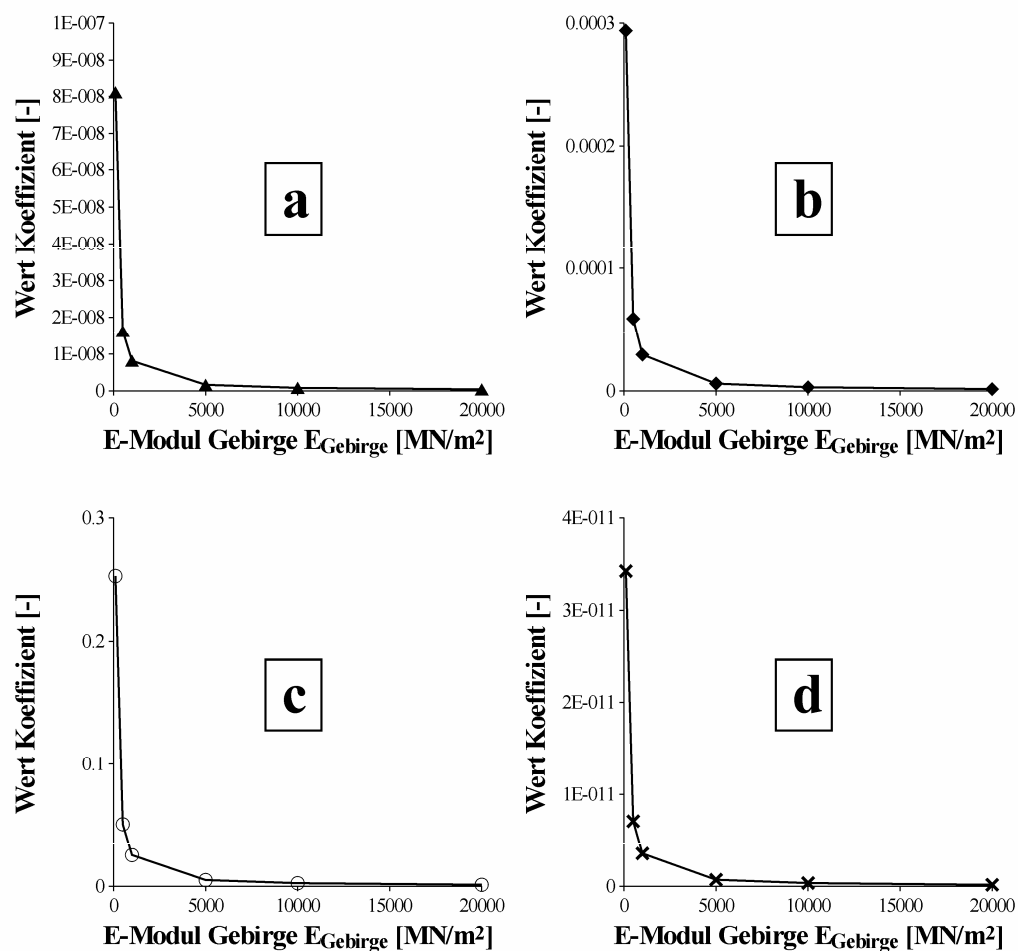 1E-007
9E-008
8E-008
7E-008
6E-008
5E-008
4E-008
3E-008
2E-008
1E-008
0
Wert Koeffizient [-]
a
0 5000 10000 15000 20000
E-Modul Gebirge EGebirge [MN/m2]
0.0003
0.0002
0.0001
0
Wert Koeffizient [-]
b
0 5000 10000 15000 20000
E-Modul Gebirge EGebirge [MN/m2]
0.3
0.2
0.1
0
Wert Koeffizient [-]
c
0 5000 10000 15000 20000
E-Modul Gebirge EGebirge [MN/m2]
4E-011
3E-011
2E-011
1E-011
0
Wert Koeffizient [-]
d
0 5000 10000 15000 20000
E-Modul Gebirge EGebirge [MN/m2]